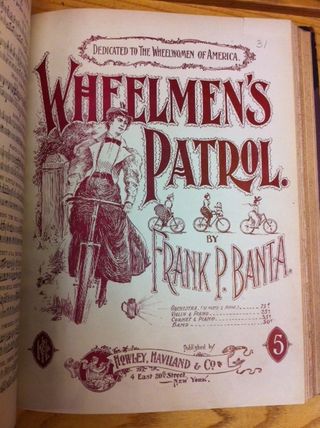 31
DEDICATED TO THE WHEELWOMEN OF AMERICA.
WHEELMEN'S
PATROL.
BY
FRANK P. BANTA.
ORCHESTRA,
VIOLIN & PIANO
CORNET & PIANO
BAND
5
Published by
HOWLEY, HAVILAND & CO.
4 EAST 20TH STREET
NEW YORK.